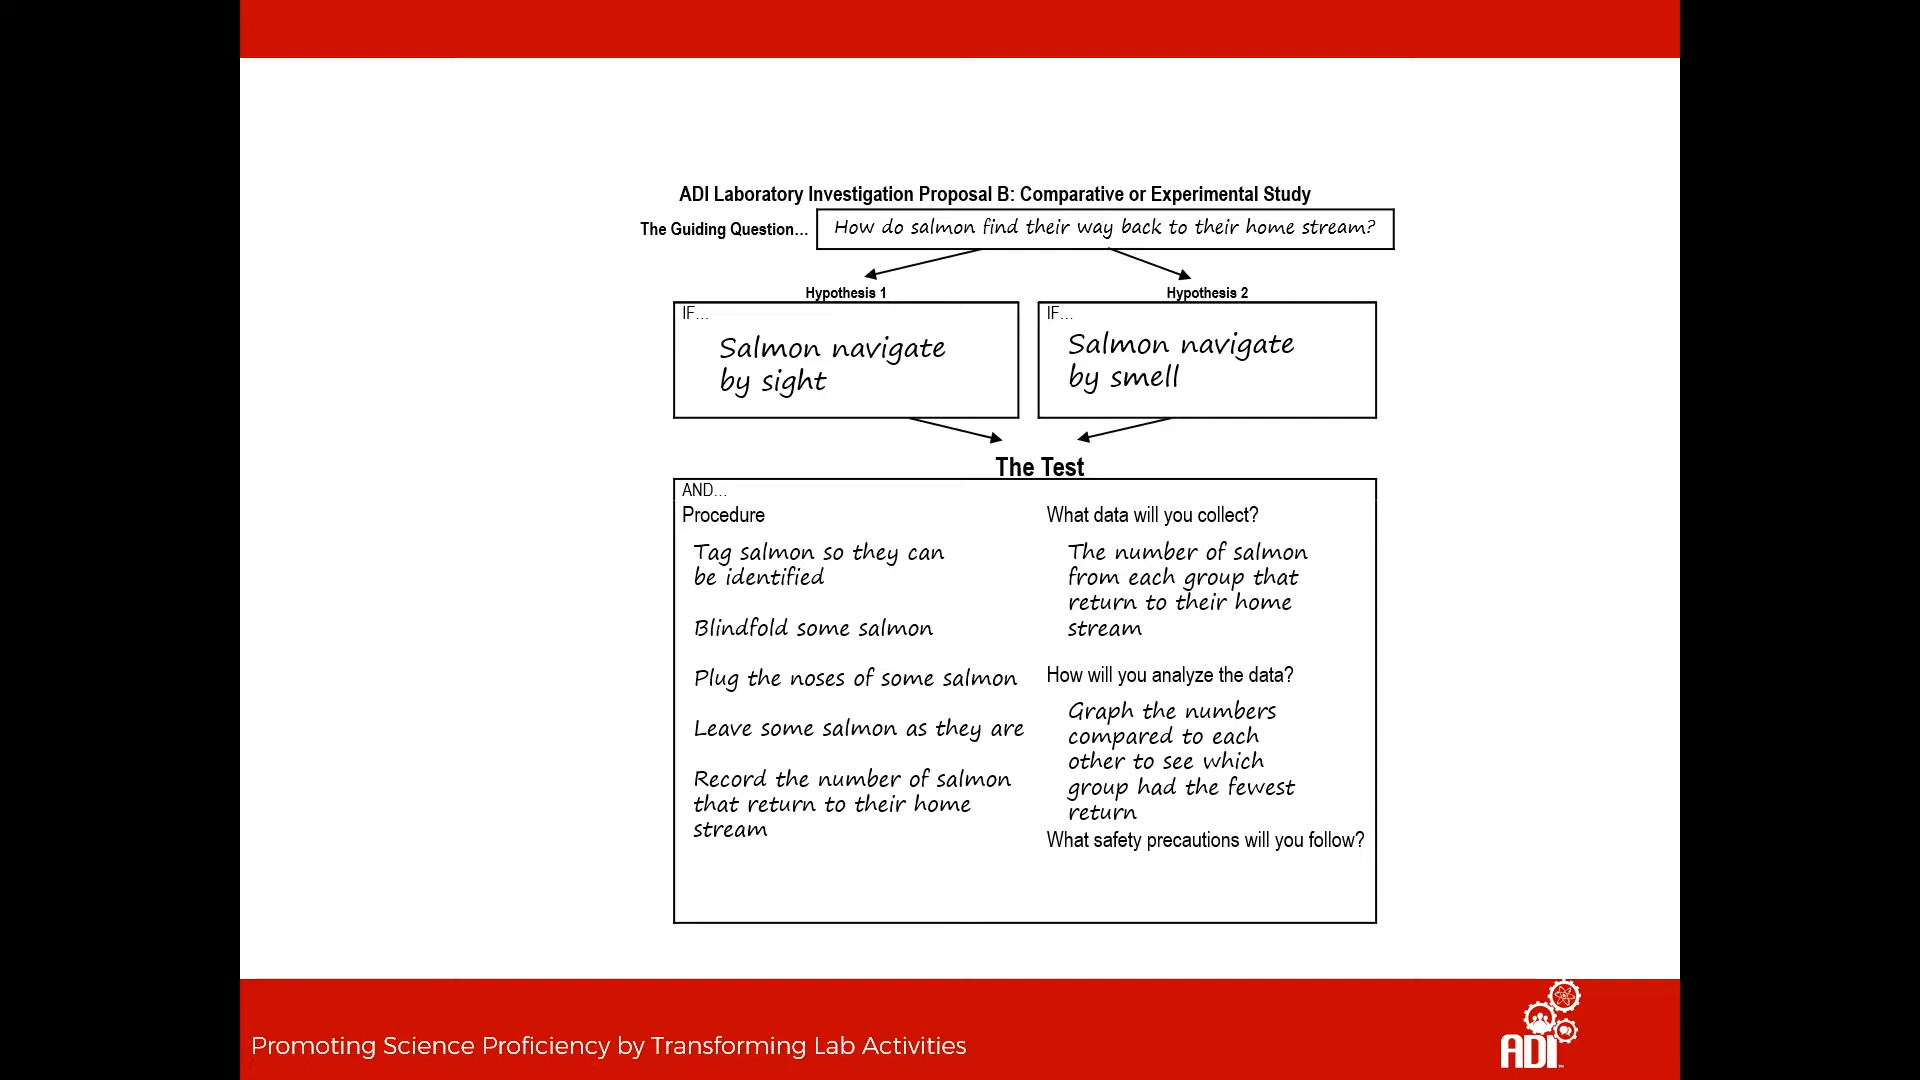 ADI Laboratory Investigation Proposal B: Comparative or Experimental Study
The Guiding Question... How do salmon find their way back to their home stream?
Hypothesis 1
IF...
Salmon navigate
by sight
Hypothesis 2
IF...
Salmon navigate
by smell
The Test
AND...
Procedure
Tag salmon so they can
be identified
Blindfold some salmon
Plug the noses of some salmon
Leave some salmon as they are
Record the number of salmon
that return to their home
stream
What data will you collect?
The number of salmon
from each group that
return to their home
stream
How will you analyze the data?
Graph the numbers
compared to each
other to see which
group had the fewest
return
What safety precautions will you follow?
Promoting Science Proficiency by Transforming Lab Activities
ADI